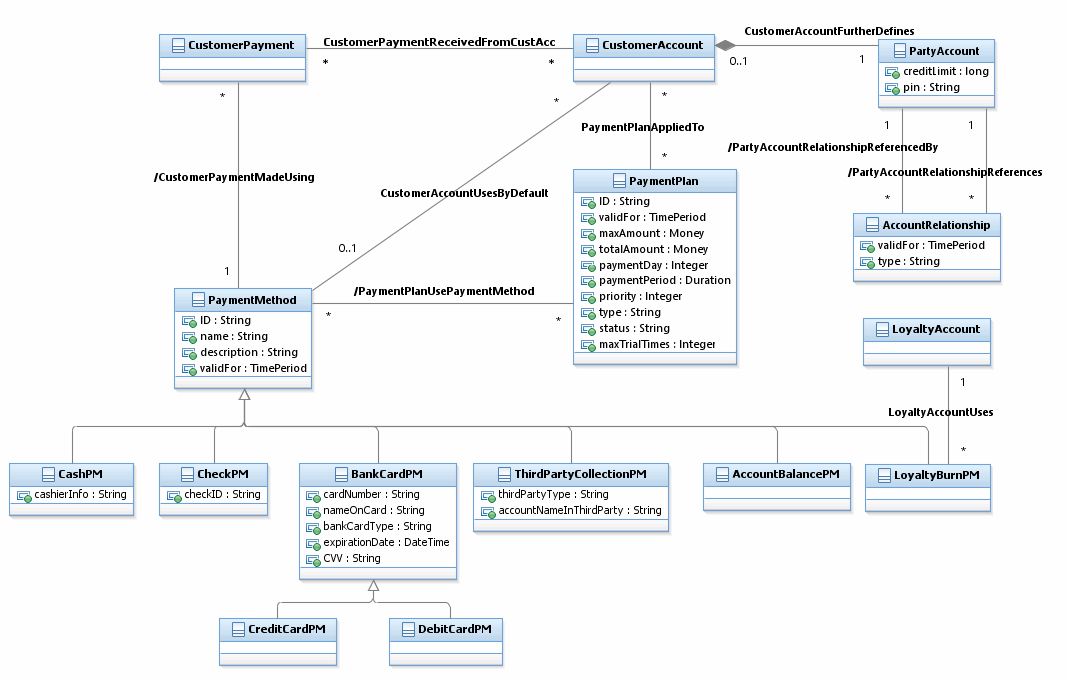 CustomerPayment
CustomerPaymentReceivedFromCustAcc
*
*
CustomerAccount
CustomerAccountFurtherDefines
0..1
1
PartyAccount
creditLimit : long
pin : String
*
*
PaymentPlanAppliedTo
*
*
1
1
/PartyAccountRelationshipReferencedBy
/PartyAccountRelationshipReferences
*
*
/CustomerPaymentMadeUsing
CustomerAccountUsesByDefault
0..1
1
PaymentPlan
ID : String
validFor : TimePeriod
maxAmount : Money
totalAmount : Money
paymentDay : Integer
paymentPeriod : Duration
priority : Integer
type : String
status : String
maxTrialTimes : Integer
AccountRelationship
validFor : TimePeriod
type : String
/PaymentPlanUsePaymentMethod
*
*
PaymentMethod
ID : String
name : String
description : String
validFor : TimePeriod
LoyaltyAccount
1
LoyaltyAccountUses
*
CashPM
cashierInfo : String
CheckPM
checkID : String
BankCardPM
cardNumber : String
nameOnCard : String
bankCardType : String
expirationDate : DateTime
CVV : String
ThirdPartyCollectionPM
thirdPartyType : String
accountNameInThirdParty : String
AccountBalancePM
LoyaltyBurnPM
CreditCardPM
DebitCardPM